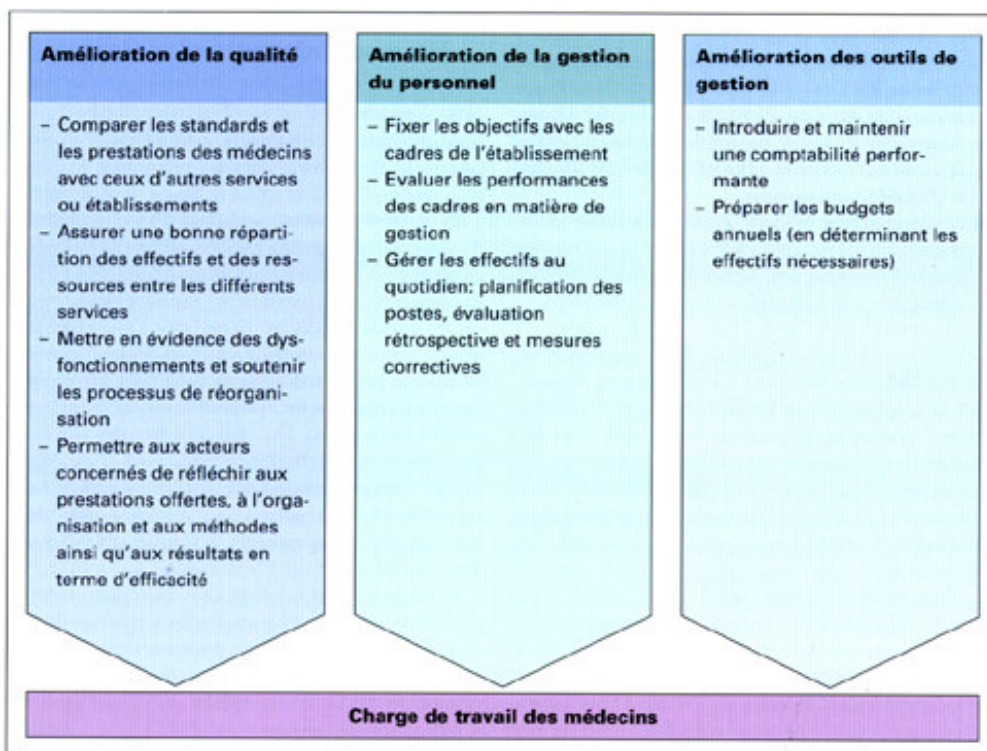 Amélioration de la qualité
– Comparer les standards et
les prestations des médecins
avec ceux d'autres services
ou établissements
– Assurer une bonne réparti-
tion des effectifs et des res-
sources entre les différents
services
– Mettre en évidence des dys-
fonctionnements et soutenir
les processus de réorgani-
sation
– Permettre aux acteurs
concernés de réfléchir aux
prestations offertes, à l'orga-
nisation et aux méthodes
ainsi qu'aux résultats en
terme d'efficacité
Amélioration de la gestion
du personnel
– Fixer les objectifs avec les
cadres de l'établissement
– Evaluer les performances
des cadres en matière de
gestion
– Gérer les effectifs au
quotidien: planification des
postes, évaluation
rétrospective et mesures
correctives
Amélioration des outils de
gestion
– Introduire et maintenir
une comptabilité perfor-
mante
– Préparer les budgets
annuels (en déterminant les
effectifs nécessaires)
Charge de travail des médecins